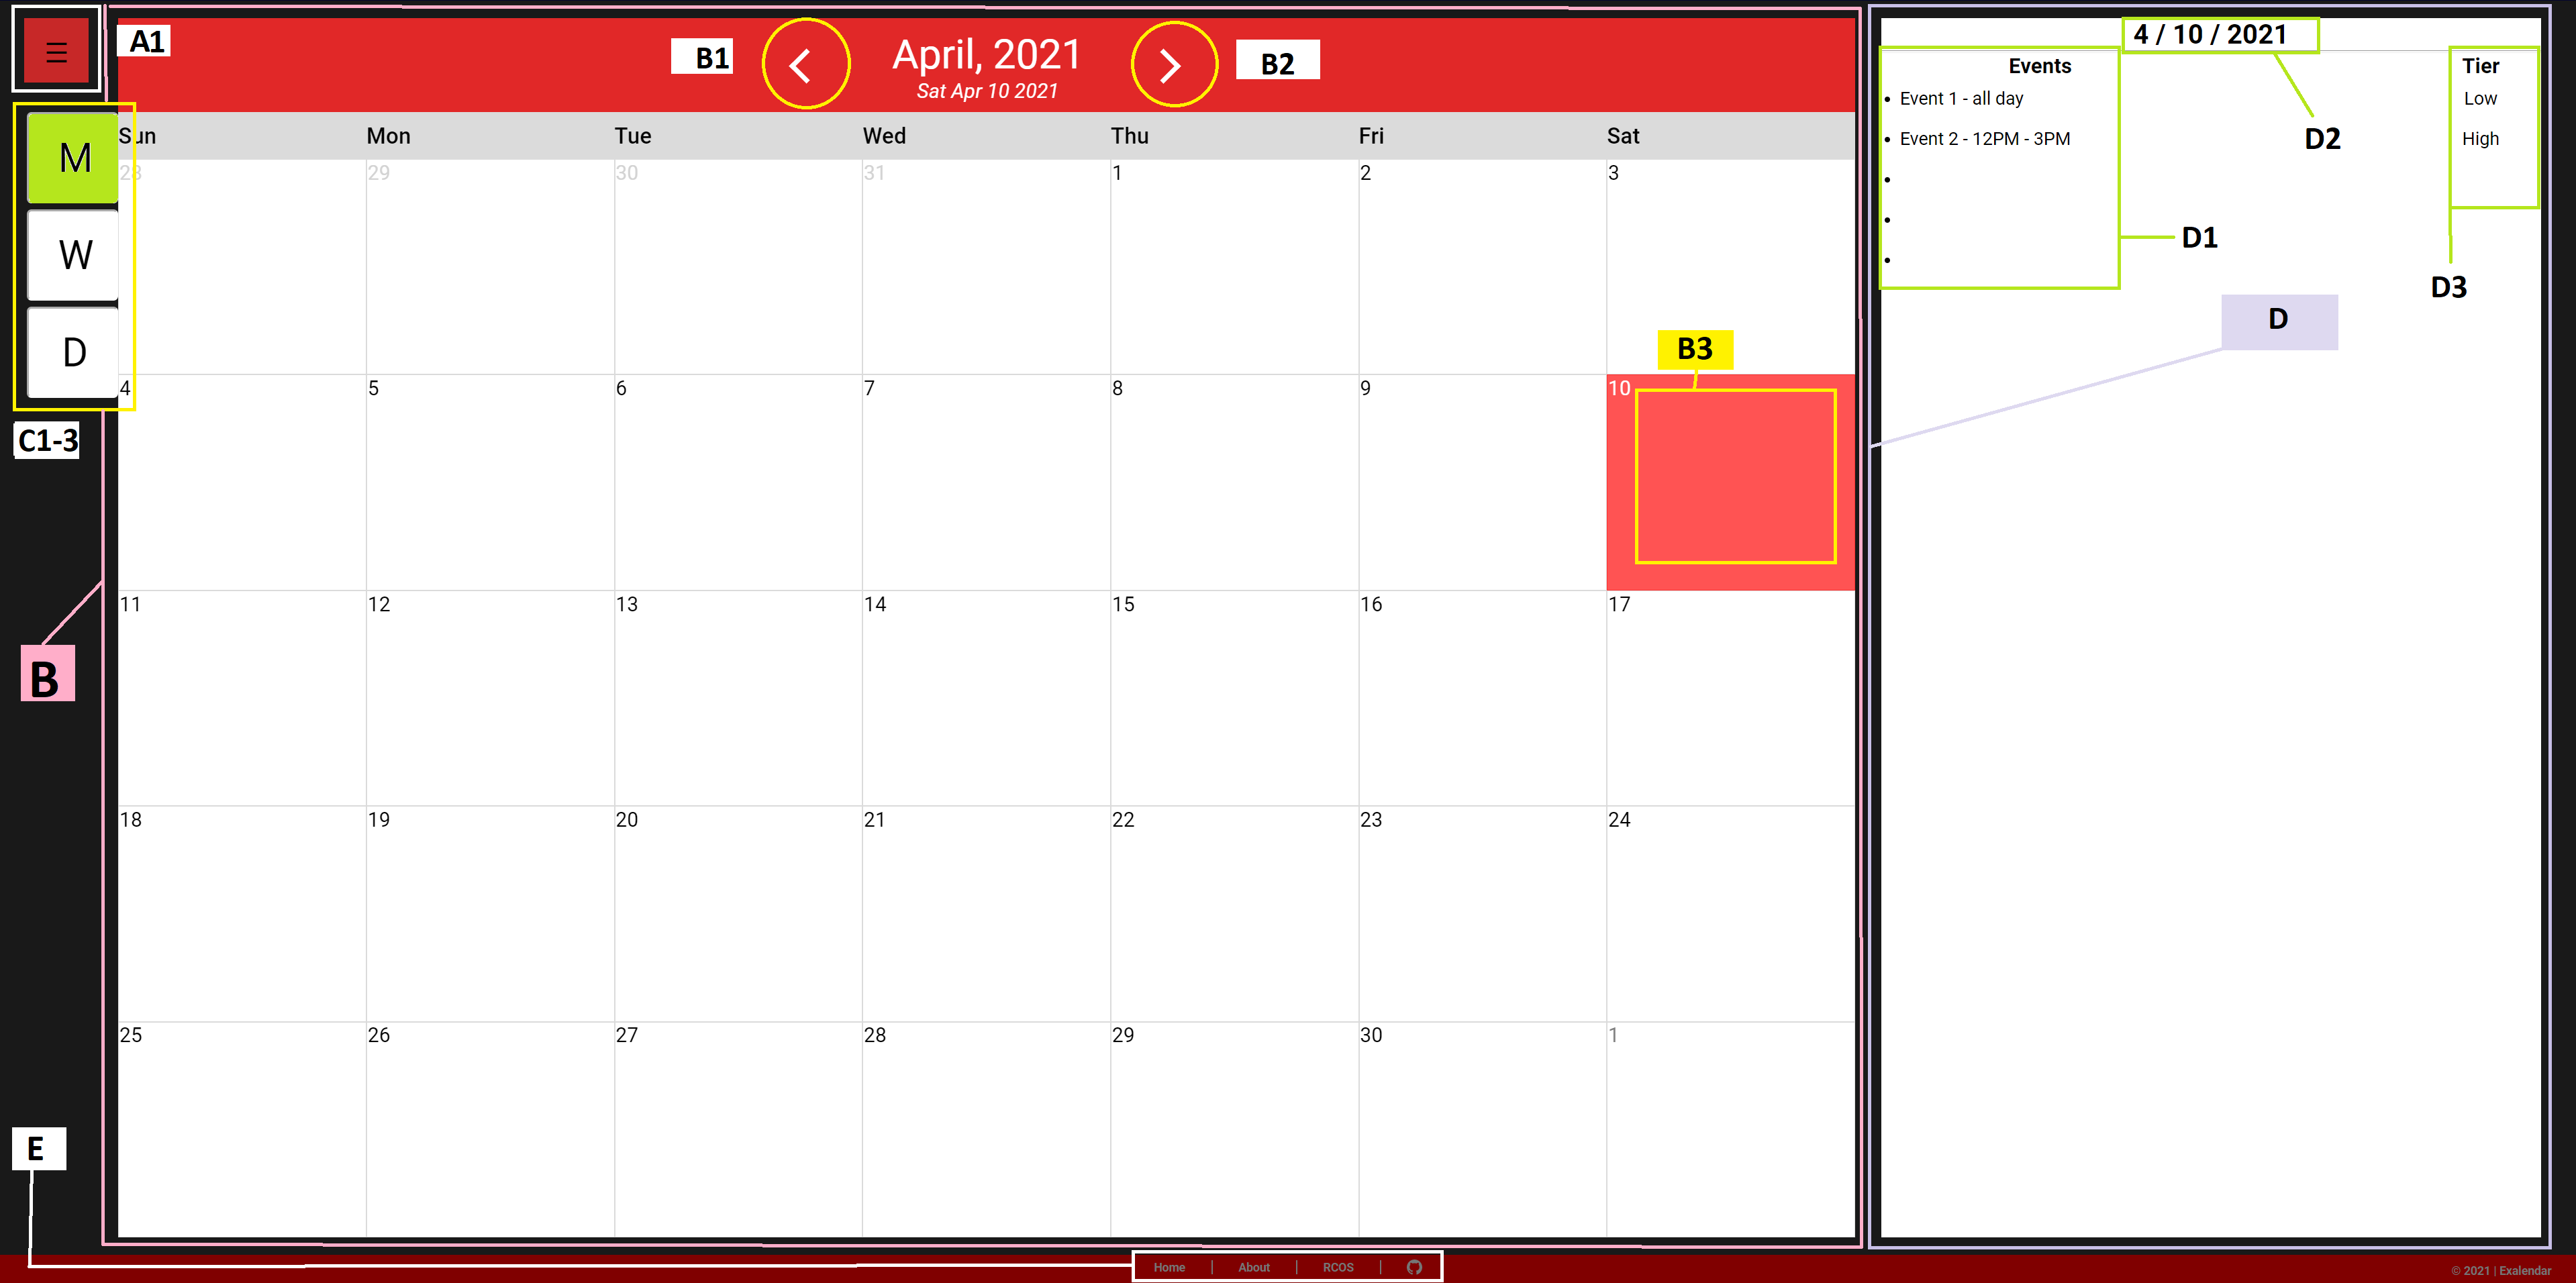 ☰
A1
B1
April, 2021
Sat Apr 10 2021
B2
4 / 10 / 2021
Events
Tier
Event 1 - all day
Low
Event 2 - 12PM - 3PM
High
D2
D1
D3
D
M
W
D
C1-3
Sun Mon Tue Wed Thu Fri Sat
28 29 30 31 1 2 3
B3
4 5 6 7 8 9 10
11 12 13 14 15 16 17
B
18 19 20 21 22 23 24
25 26 27 28 29 30 1
E
Home | About | RCOS |
© 2021 | Exalendar